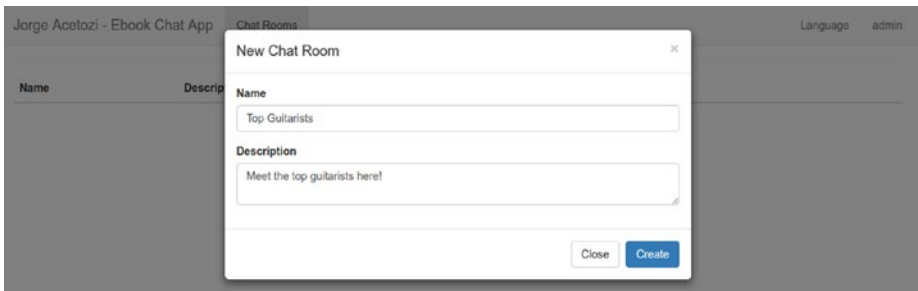 Jorge Acetozi - Ebook Chat App Chat Rooms Language admin
New Chat Room ×
Name Descrip
Name
Top Guitarists
Description
Meet the top guitarists here!
Close Create